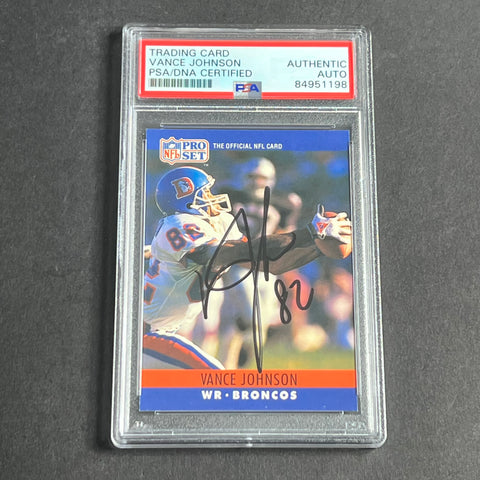 TRADING CARD
VANCE JOHNSON AUTHENTIC
PSA/DNA CERTIFIED AUTO
PSA 84951198
NFL PRO SET THE OFFICIAL NFL CARD
D
82
82
VANCE JOHNSON
WR · BRONCOS